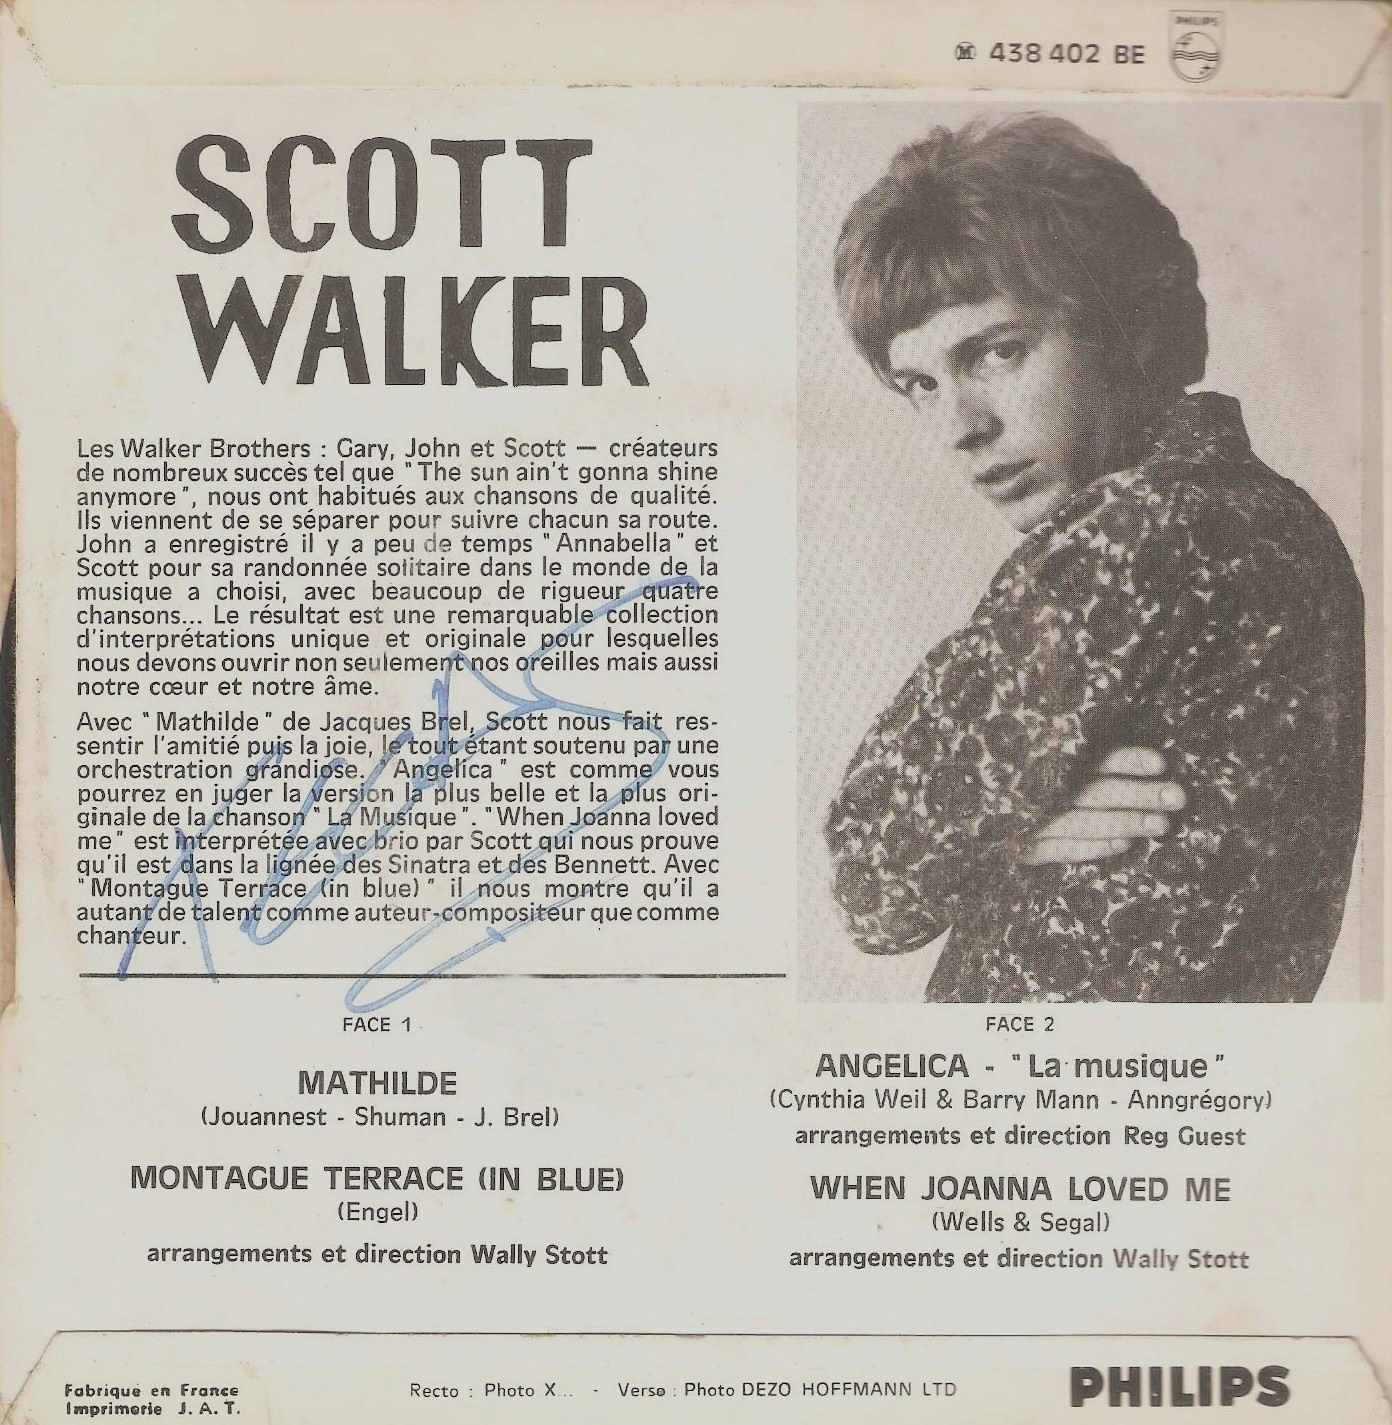 Ⓜ 438 402 BE
PHILIPS
SCOTT
WALKER
Les Walker Brothers : Gary, John et Scott — créateurs
de nombreux succès tel que "The sun ain't gonna shine
anymore", nous ont habitués aux chansons de qualité.
Ils viennent de se séparer pour suivre chacun sa route.
John a enregistré il y a peu de temps "Annabella" et
Scott pour sa randonnée solitaire dans le monde de la
musique a choisi, avec beaucoup de rigueur quatre
chansons... Le résultat est une remarquable collection
d'interprétations unique et originale pour lesquelles
nous devons ouvrir non seulement nos oreilles mais aussi
notre cœur et notre âme.
Avec "Mathilde" de Jacques Brel, Scott nous fait res-
sentir l'amitié puis la joie, le tout étant soutenu par une
orchestration grandiose. "Angelica" est comme vous
pourrez en juger la version la plus belle et la plus ori-
ginale de la chanson "La Musique". "When Joanna loved
me" est interprétée avec brio par Scott qui nous prouve
qu'il est dans la lignée des Sinatra et des Bennett. Avec
"Montague Terrace (in blue)" il nous montre qu'il a
autant de talent comme auteur-compositeur que comme
chanteur.
FACE 1
MATHILDE
(Jouannest - Shuman - J. Brel)
MONTAGUE TERRACE (IN BLUE)
(Engel)
arrangements et direction Wally Stott
FACE 2
ANGELICA - "La musique"
(Cynthia Weil & Barry Mann - Anngrégory)
arrangements et direction Reg Guest
WHEN JOANNA LOVED ME
(Wells & Segal)
arrangements et direction Wally Stott
Fabrique en France
Imprimerie J. A. T.
Recto : Photo X... - Verso : Photo DEZO HOFFMANN LTD
PHILIPS